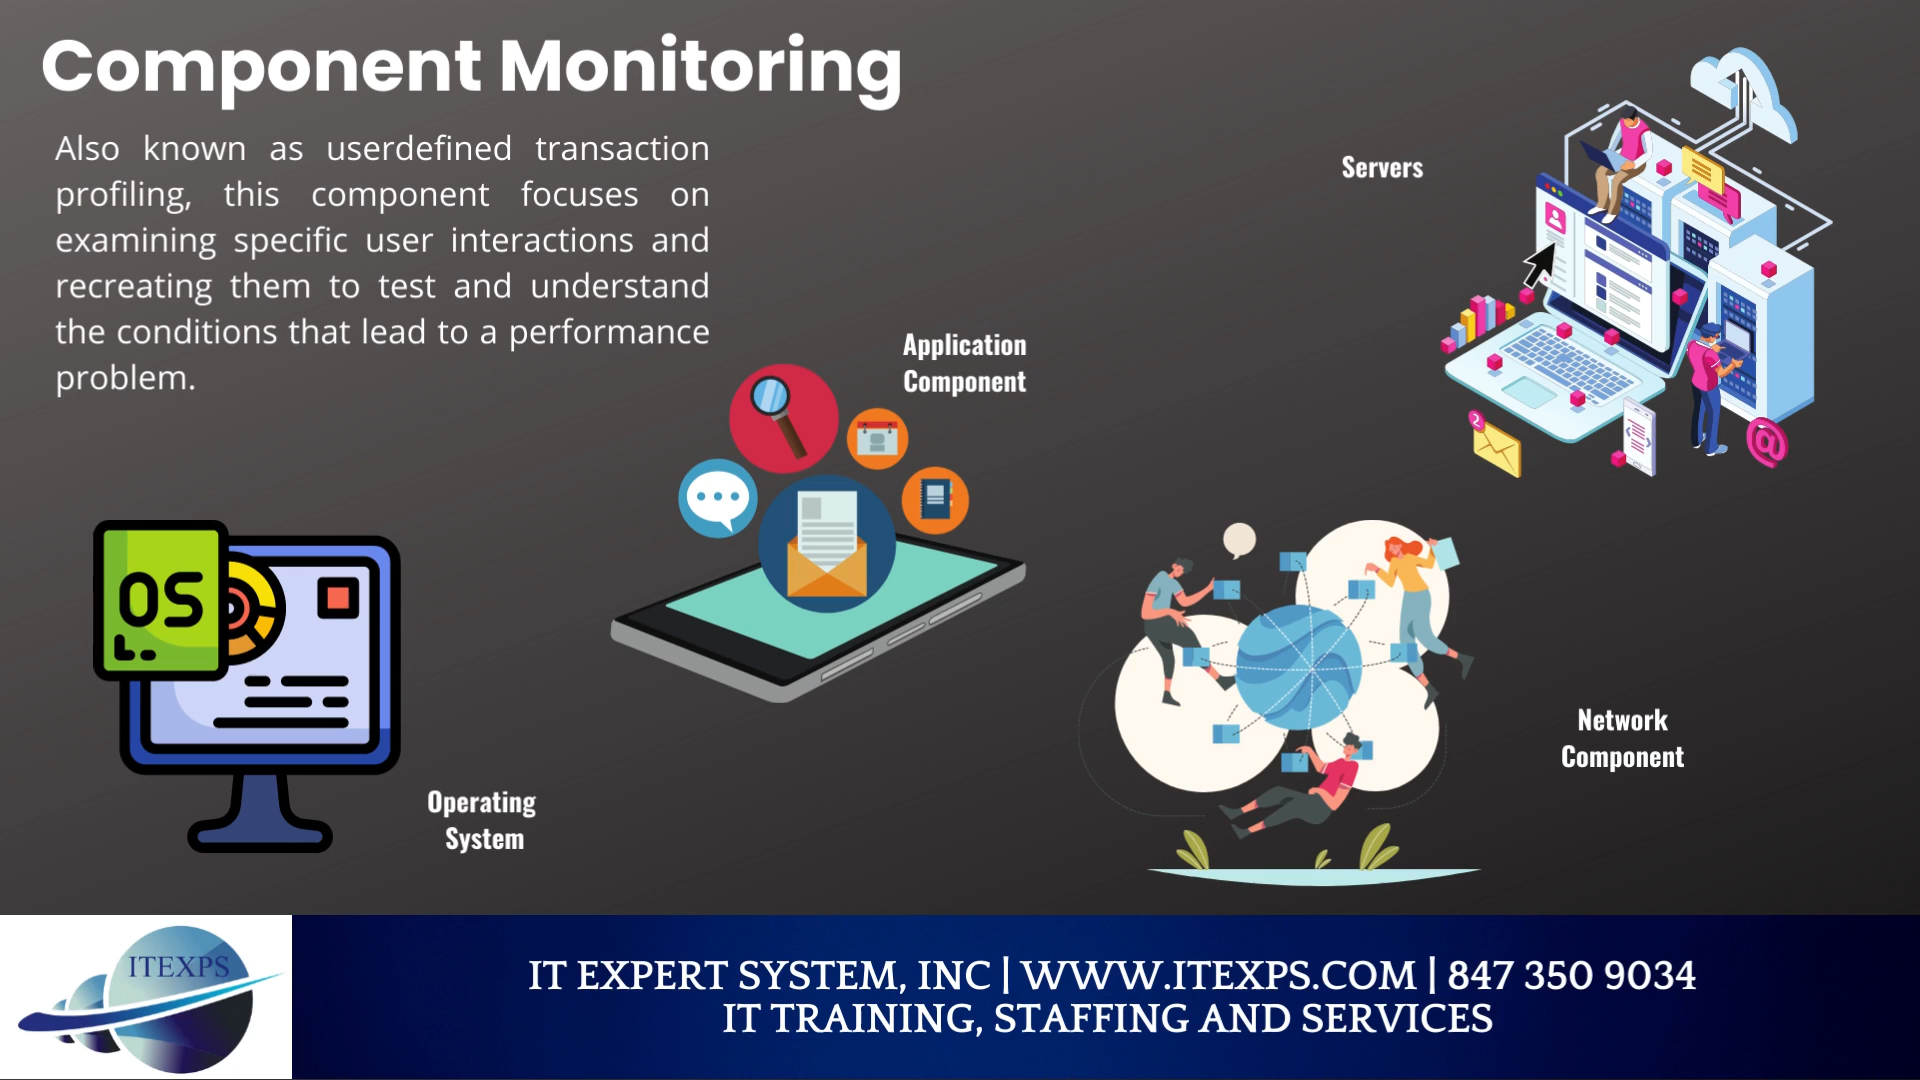 Component Monitoring
Also known as userdefined transaction
profiling, this component focuses on
examining specific user interactions and
recreating them to test and understand
the conditions that lead to a performance
problem.
Servers
Application
Component
2
@
OS
Network
Component
Operating
System
ITEXPS
IT EXPERT SYSTEM, INC | WWW.ITEXPS.COM | 847 350 9034
IT TRAINING, STAFFING AND SERVICES